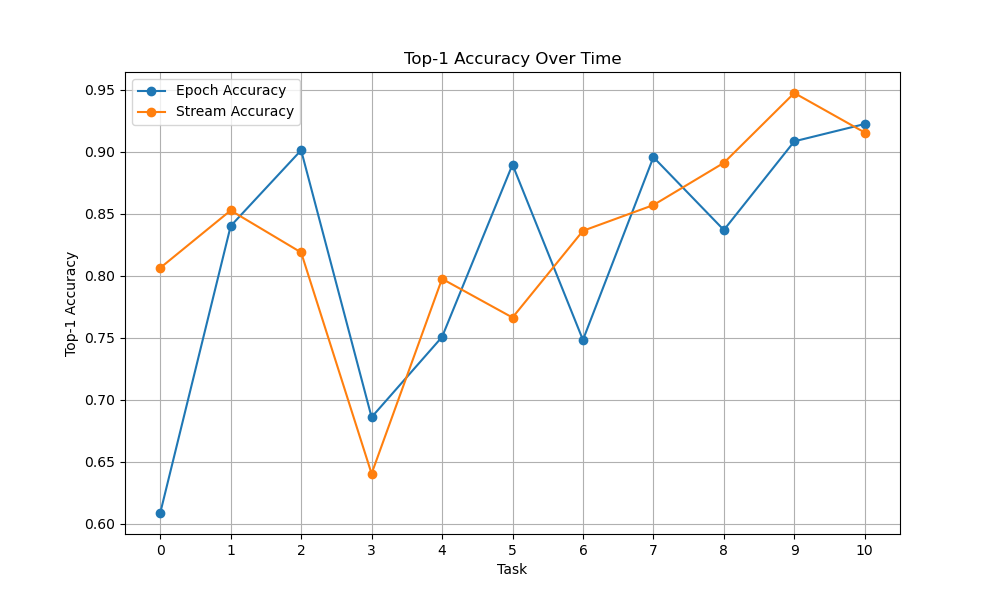 Top-1 Accuracy Over Time
Epoch Accuracy
Stream Accuracy
Top-1 Accuracy
0.95
0.90
0.85
0.80
0.75
0.70
0.65
0.60
0 1 2 3 4 5 6 7 8 9 10
Task